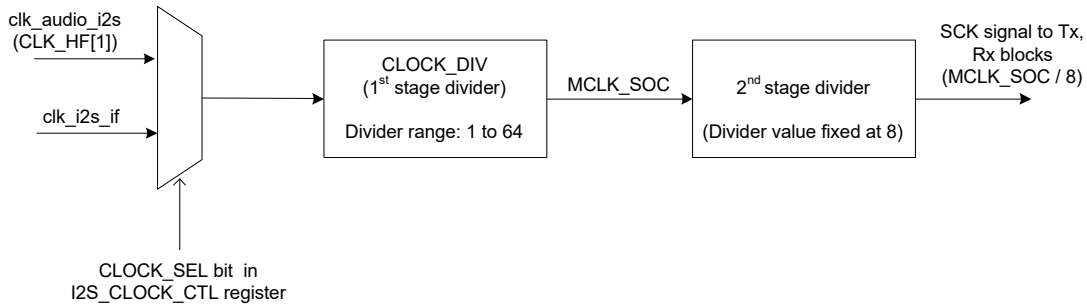 clk_audio_i2s
(CLK_HF[1])
clk_i2s_if
CLOCK_SEL bit in
I2S_CLOCK_CTL register
CLOCK_DIV
(1st stage divider)
Divider range: 1 to 64
MCLK_SOC
2nd stage divider
(Divider value fixed at 8)
SCK signal to Tx,
Rx blocks
(MCLK_SOC / 8)